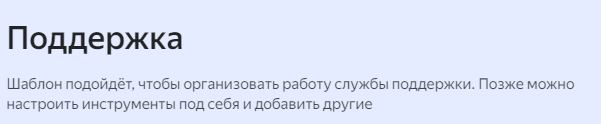 Поддержка
Шаблон подойдёт, чтобы организовать работу службы поддержки. Позже можно
настроить инструменты под себя и добавить другие